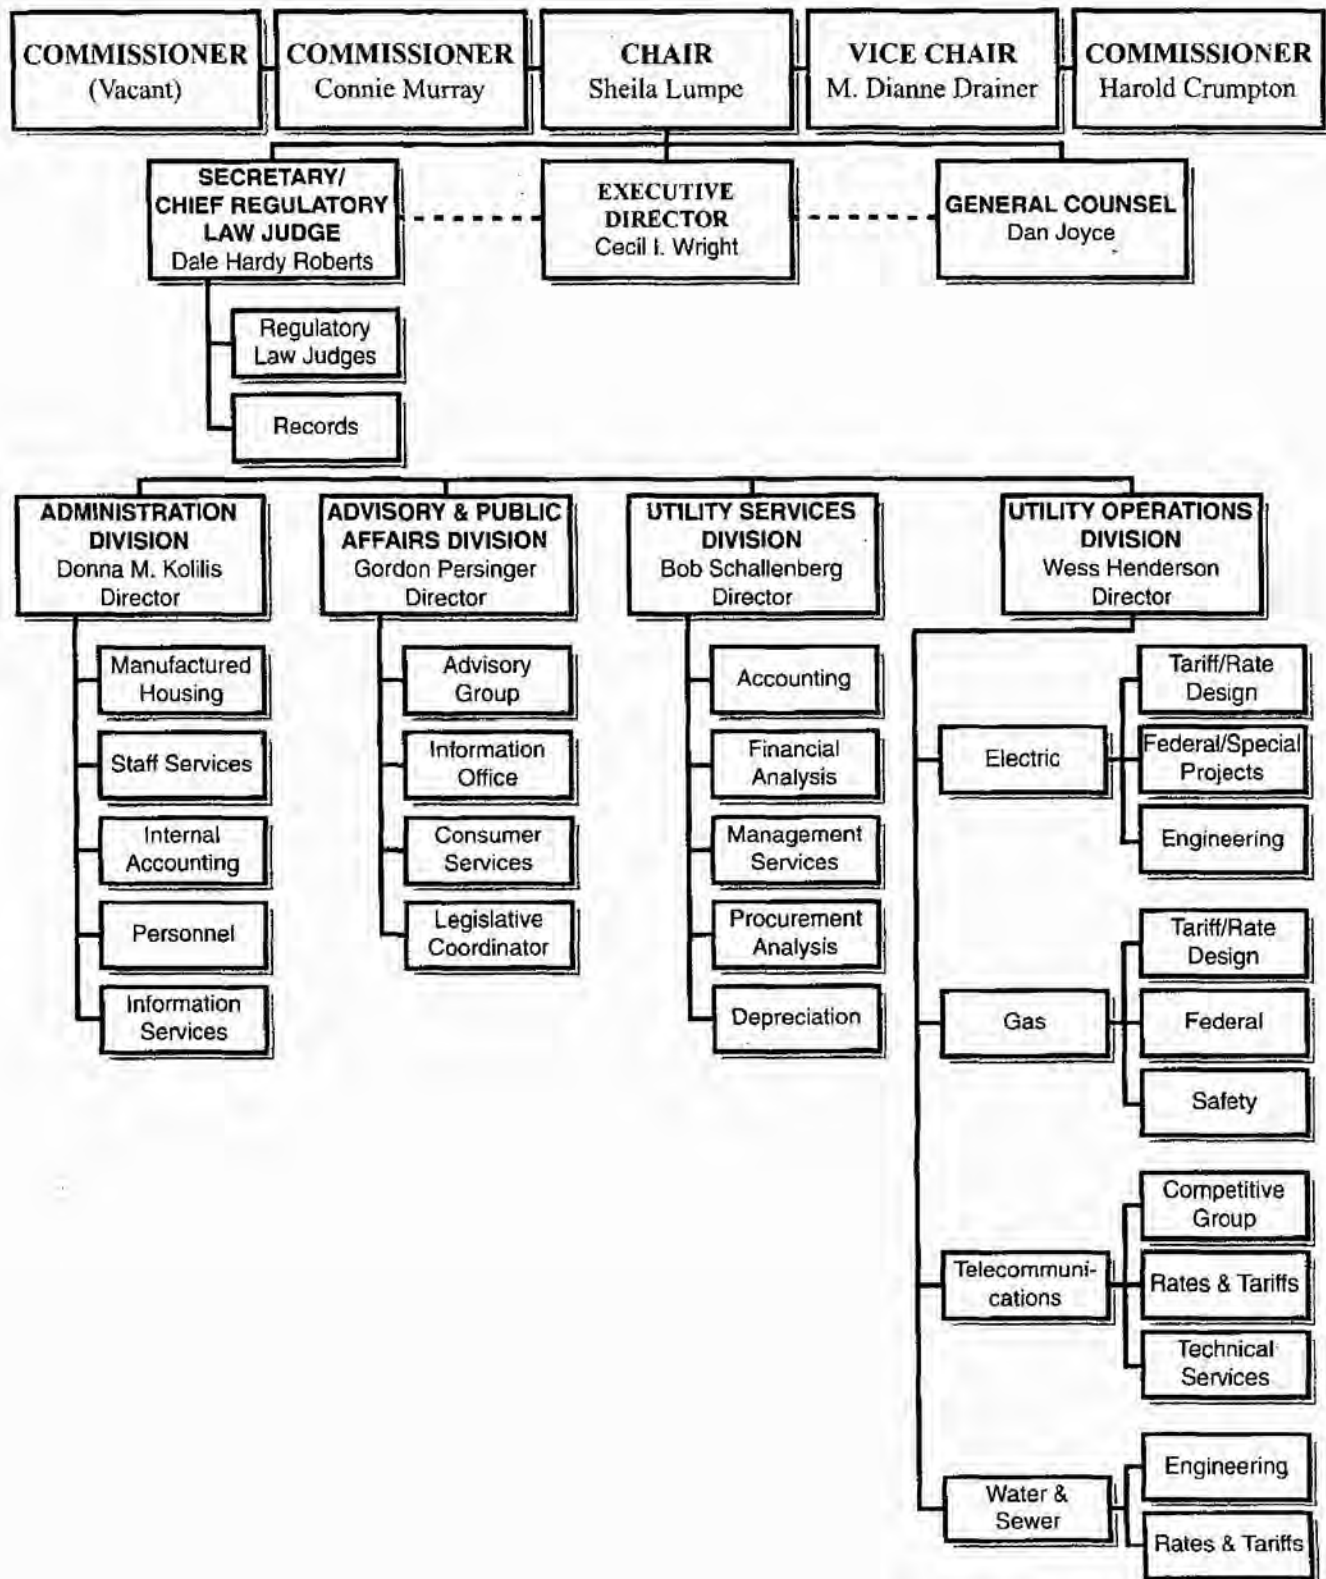 COMMISSIONER
(Vacant)
COMMISSIONER
Connie Murray
CHAIR
Sheila Lumpe
VICE CHAIR
M. Dianne Drainer
COMMISSIONER
Harold Crumpton
SECRETARY/
CHIEF REGULATORY
LAW JUDGE
Dale Hardy Roberts
EXECUTIVE
DIRECTOR
Cecil I. Wright
GENERAL COUNSEL
Dan Joyce
Regulatory
Law Judges
Records
ADMINISTRATION
DIVISION
Donna M. Kolilis
Director
Manufactured
Housing
Staff Services
Internal
Accounting
Personnel
Information
Services
ADVISORY & PUBLIC
AFFAIRS DIVISION
Gordon Persinger
Director
Advisory
Group
Information
Office
Consumer
Services
Legislative
Coordinator
UTILITY SERVICES
DIVISION
Bob Schallenberg
Director
Accounting
Financial
Analysis
Management
Services
Procurement
Analysis
Depreciation
UTILITY OPERATIONS
DIVISION
Wess Henderson
Director
Electric
Tariff/Rate
Design
Federal/Special
Projects
Engineering
Gas
Tariff/Rate
Design
Federal
Safety
Telecommuni-
cations
Competitive
Group
Rates & Tariffs
Technical
Services
Water &
Sewer
Engineering
Rates & Tariffs